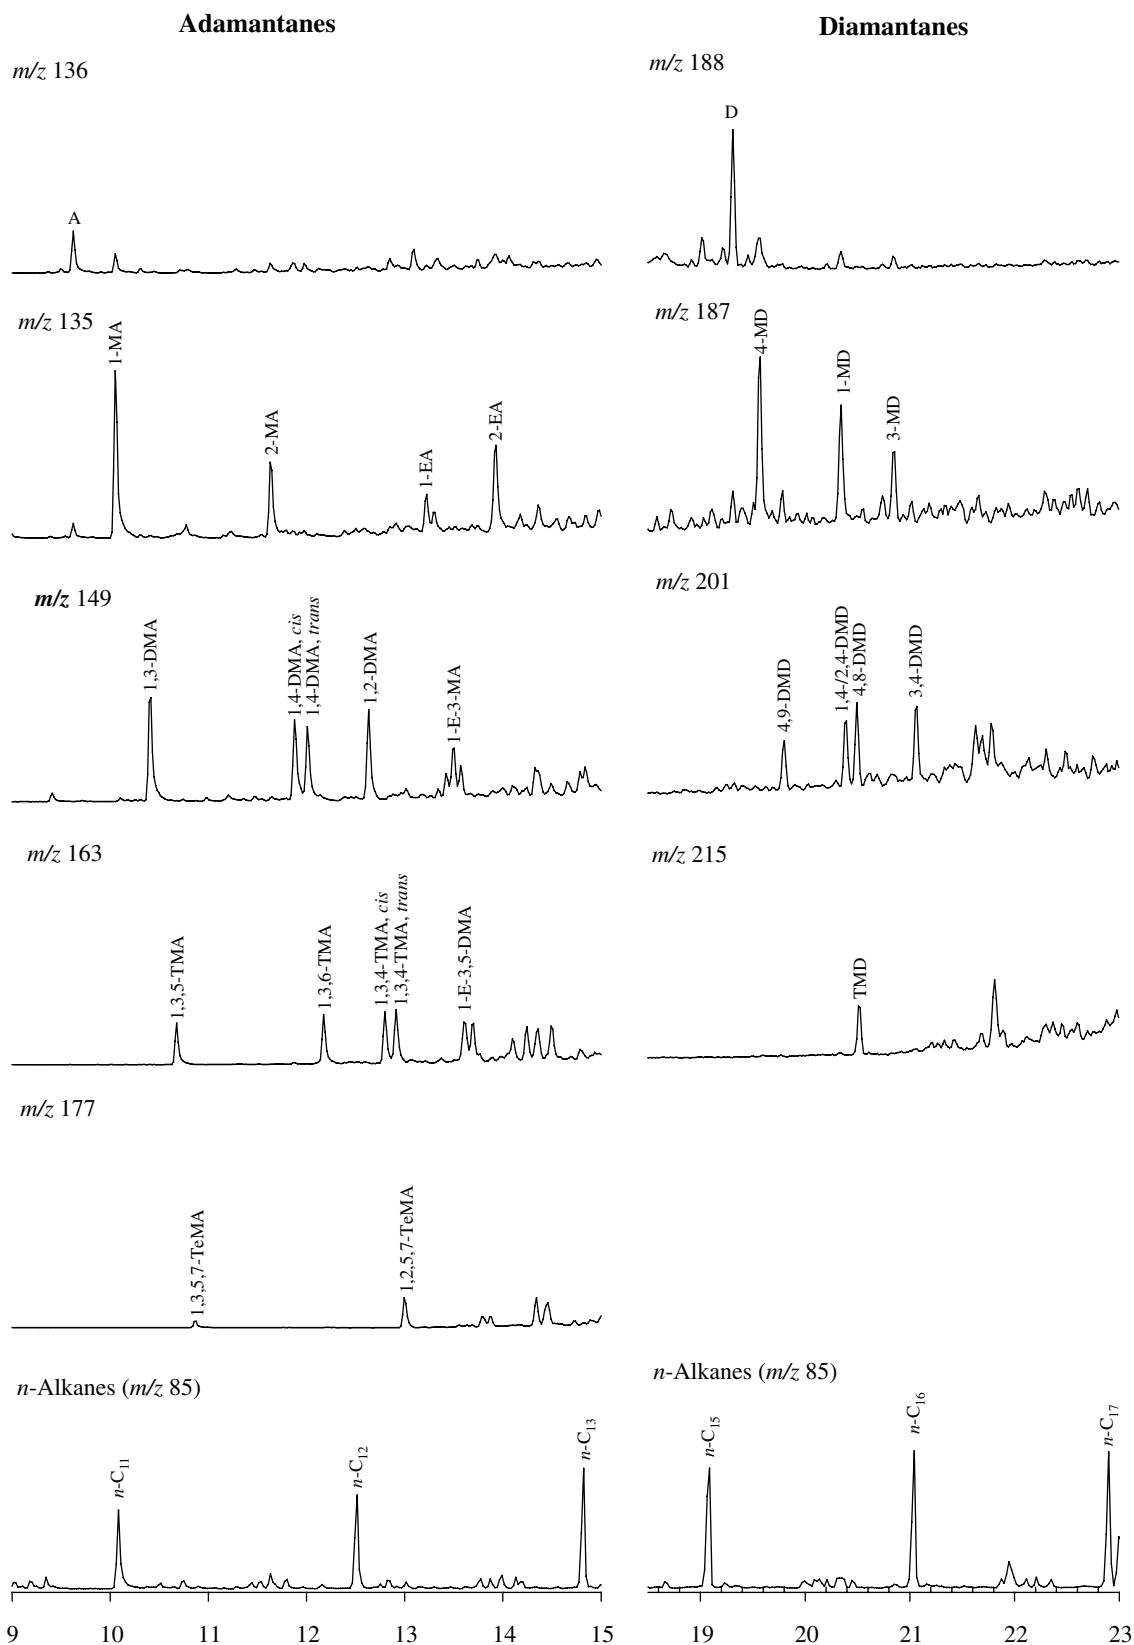 Adamantanes
Diamantanes
m/z 136
A
m/z 188
D
m/z 135
1-MA
2-MA
1-EA
2-EA
m/z 187
4-MD
1-MD
3-MD
m/z 149
1,3-DMA
1,4-DMA, cis
1,4-DMA, trans
1,2-DMA
1-E-3-MA
m/z 201
4,9-DMD
1,4-/2,4-DMD
4,8-DMD
3,4-DMD
m/z 163
1,3,5-TMA
1,3,6-TMA
1,3,4-TMA, cis
1,3,4-TMA, trans
1-E-3,5-DMA
m/z 215
TMD
m/z 177
1,3,5,7-TeMA
1,2,5,7-TeMA
n-Alkanes (m/z 85)
n-C11
n-C12
n-C13
9 10 11 12 13 14 15
n-Alkanes (m/z 85)
n-C15
n-C16
n-C17
19 20 21 22 23